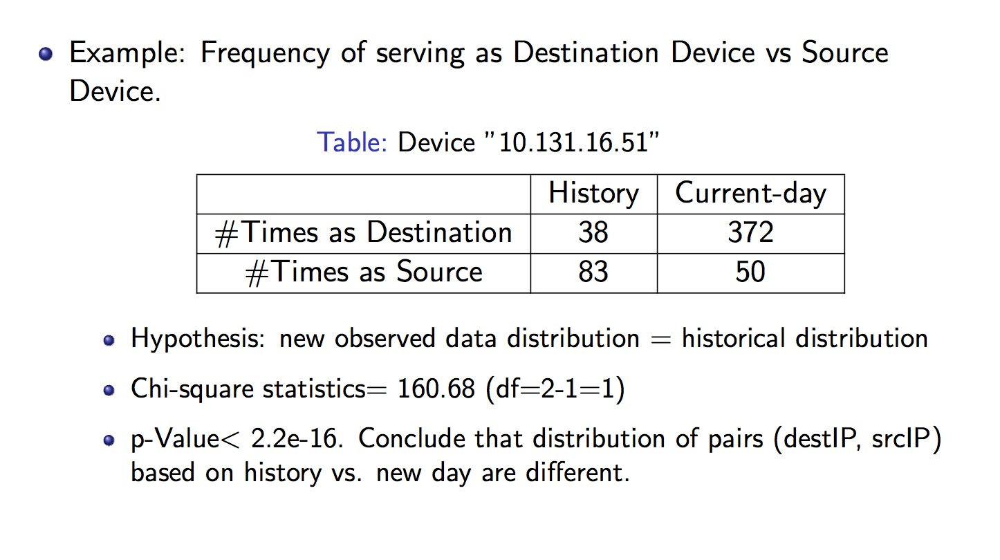 Example: Frequency of serving as Destination Device vs Source
Device.
Table: Device "10.131.16.51"
History Current-day
#Times as Destination 38 372
#Times as Source 83 50
Hypothesis: new observed data distribution = historical distribution
Chi-square statistics= 160.68 (df=2-1=1)
p-Value< 2.2e-16. Conclude that distribution of pairs (destIP, srcIP)
based on history vs. new day are different.